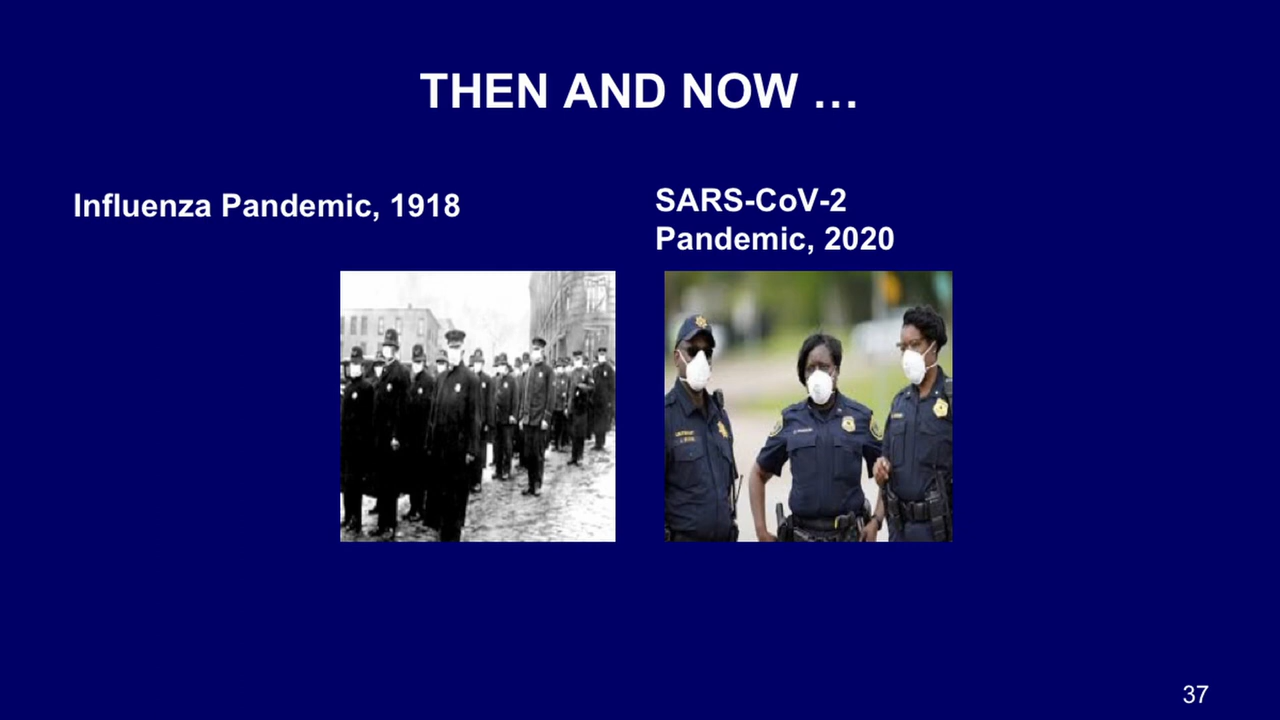 THEN AND NOW …
Influenza Pandemic, 1918
SARS-CoV-2
Pandemic, 2020
37